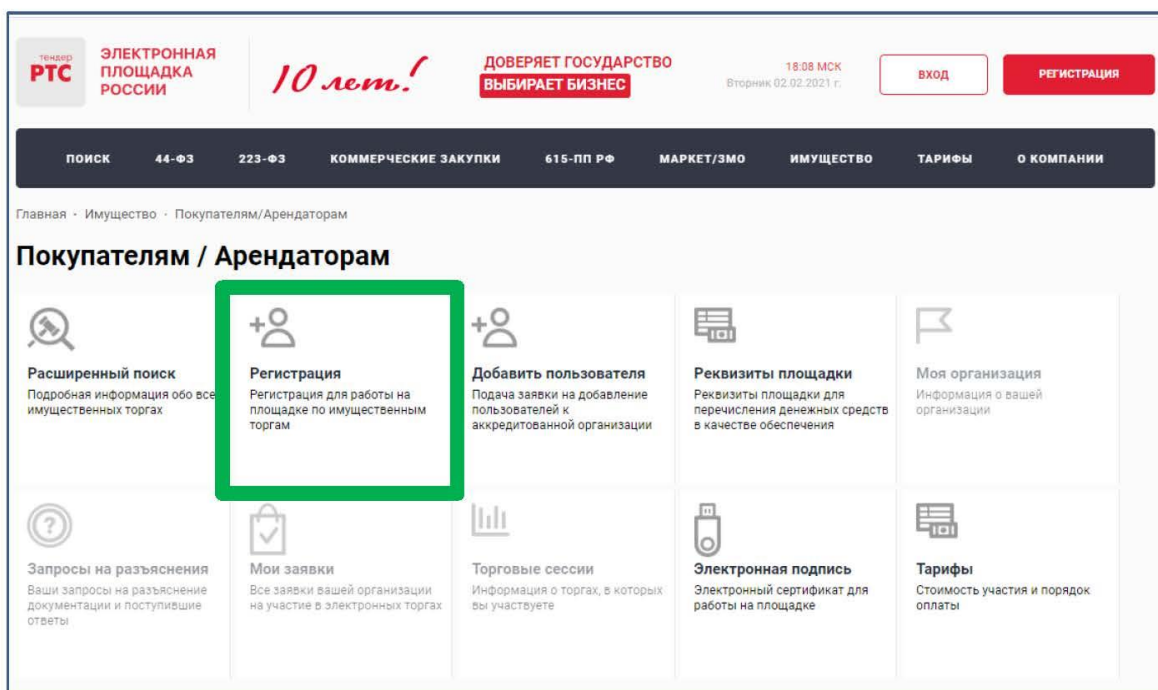 тендер
РТС
ЭЛЕКТРОННАЯ
ПЛОЩАДКА
РОССИИ
10 лет!
ДОВЕРЯЕТ ГОСУДАРСТВО
ВЫБИРАЕТ БИЗНЕС
18:08 МСК
Вторник 02.02.2021 г.
ВХОД
РЕГИСТРАЦИЯ
ПОИСК 44-ФЗ 223-ФЗ КОММЕРЧЕСКИЕ ЗАКУПКИ 615-ПП РФ МАРКЕТ/ЗМО ИМУЩЕСТВО ТАРИФЫ О КОМПАНИИ
Главная · Имущество · Покупателям/Арендаторам
Покупателям / Арендаторам
Расширенный поиск
Подробная информация обо все
имущественных торгах
Регистрация
Регистрация для работы на
площадке по имущественным
торгам
Добавить пользователя
Подача заявки на добавление
пользователей к
аккредитованной организации
Реквизиты площадки
Реквизиты площадки для
перечисления денежных средств
в качестве обеспечения
Моя организация
Информация о вашей
организации
Запросы на разъяснения
Ваши запросы на разъяснение
документации и поступившие
ответы
Мои заявки
Все заявки вашей организации
на участие в электронных торгах
Торговые сессии
Информация о торгах, в которых
вы участвуете
Электронная подпись
Электронный сертификат для
работы на площадке
Тарифы
Стоимость участия и порядок
оплаты